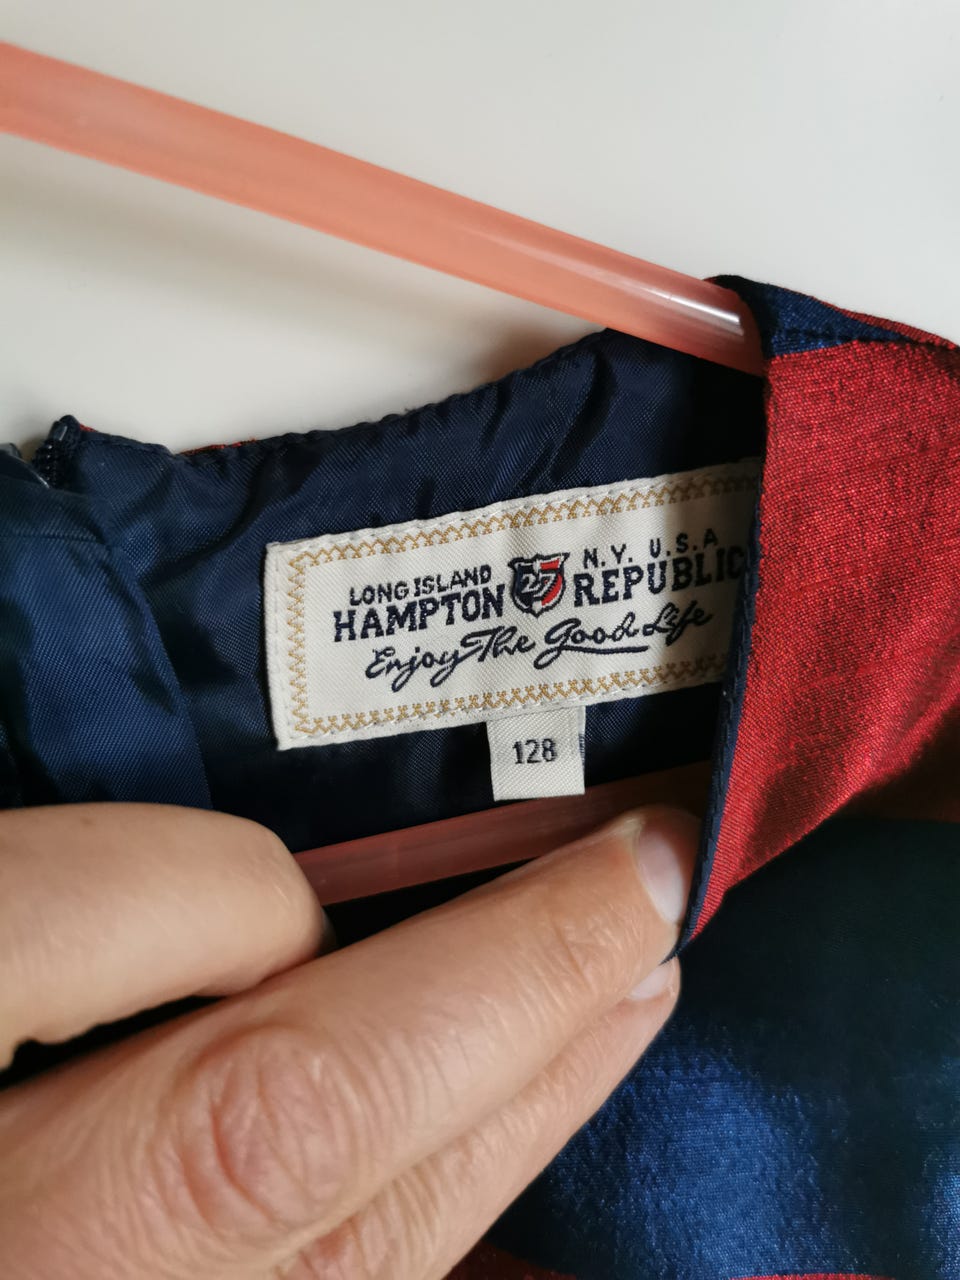 LONG ISLAND N.Y. U.S.A
HAMPTON 27 REPUBLIC
Enjoy The Good Life
128